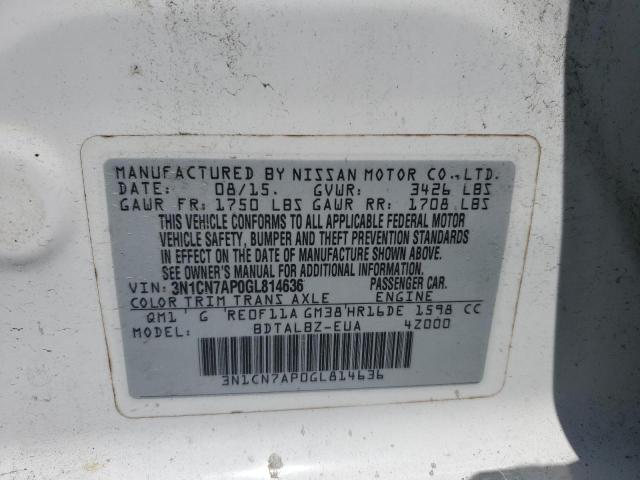 MANUFACTURED BY NISSAN MOTOR CO.,LTD.
DATE: 08/15. GVWR: 3426 LBS
GAWR FR: 1750 LBS GAWR RR: 1708 LBS
THIS VEHICLE CONFORMS TO ALL APPLICABLE FEDERAL MOTOR
VEHICLE SAFETY, BUMPER AND THEFT PREVENTION STANDARDS
IN EFFECT ON THE DATE OF MANUFACTURE SHOWN ABOVE.
SEE OWNER'S MANUAL FOR ADDITIONAL INFORMATION.
VIN: 3N1CN7AP0GL814636 PASSENGER CAR
COLOR TRIM TRANS AXLE ENGINE
QM1' G 'RE0F11A GM38'HR16DE 1598 CC
MODEL: BDTALBZ-EUA 4Z000
3N1CN7AP0GL814636